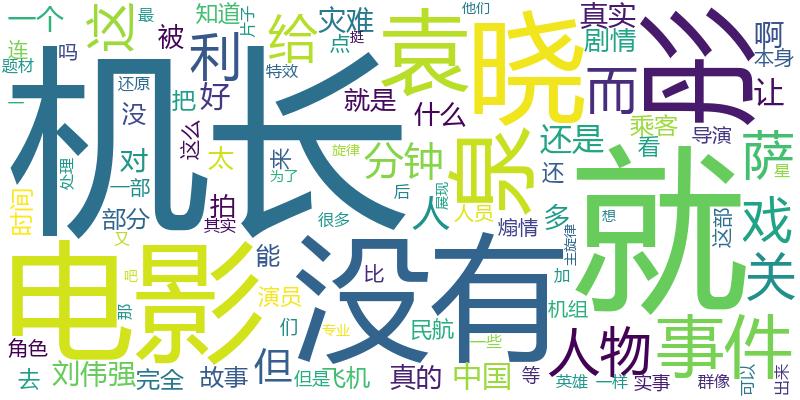 一个
这
被
知道
片子
最
灾难
给
点
挺
他们
袁
晓
真实
剧情
啊
本身
彤
连
吗
题材
还原
利
特效
而
让
机长
没
把
好
就是
什么
乘客
导演
这么
对
太
来
分钟
泉
还是
看
萨
星
一
处理
一部
旋律
为了
还
时间
部分
拍
其实
很多
后
展现
人
人员
煽情
多
想
这部
戏
就
又
电影
能
没有
比
主旋律
加
关
那
吧
演员
们
专业
民航
一些
机组
人物
事件
角色
但
去
刘伟强
完全
故事
但是
飞机
真的
中国
等
英雄
一样
实事
群像
可以
出来